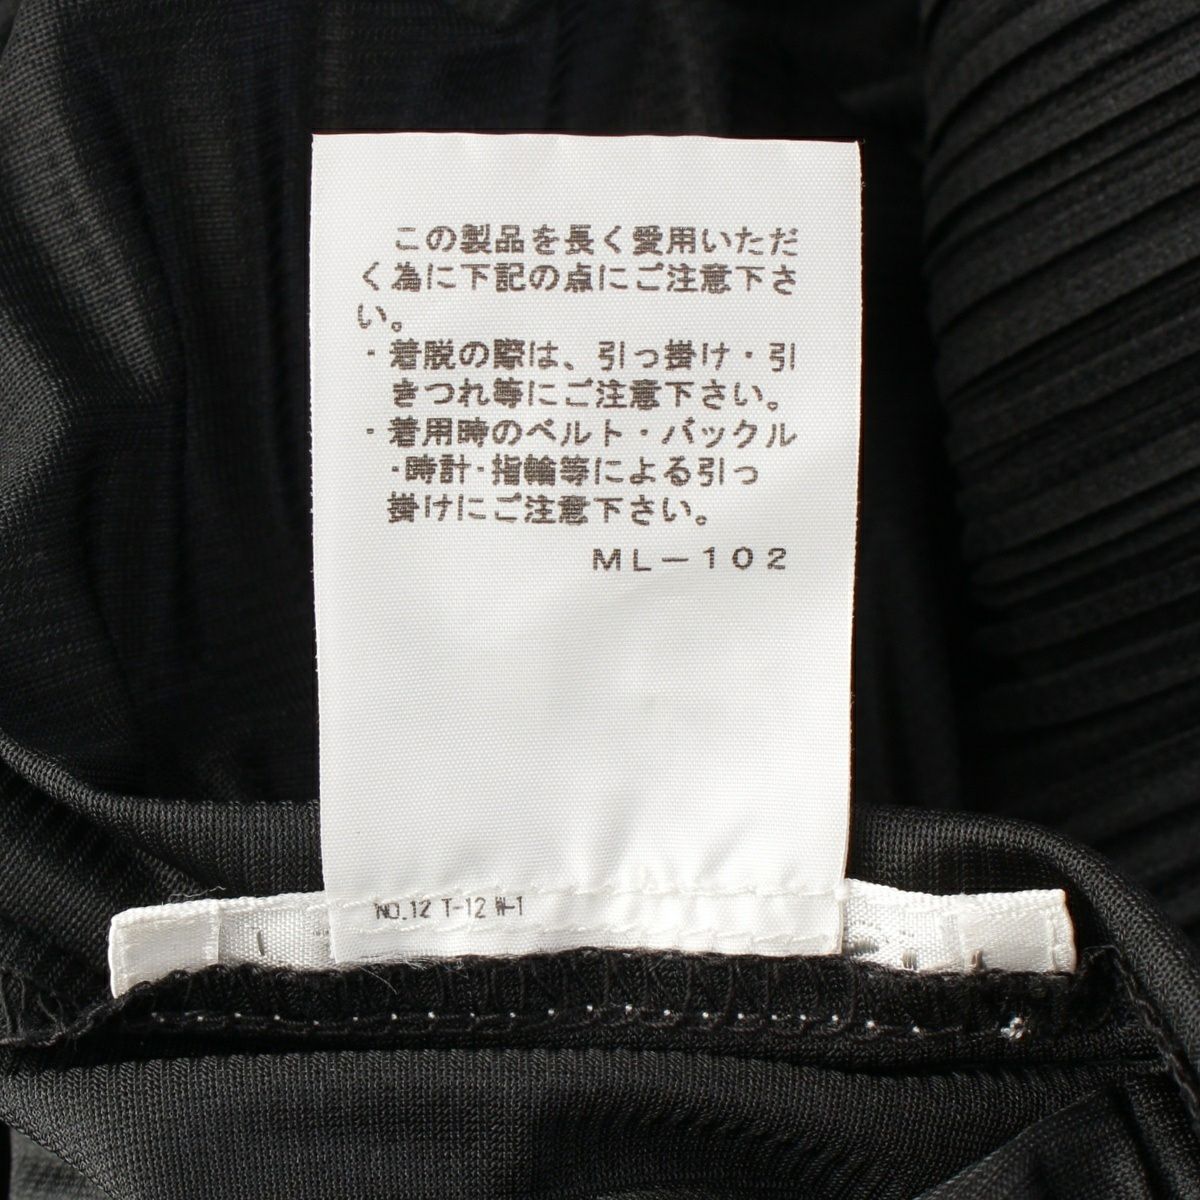 この製品を長く愛用いただ
く為に下記の点にご注意下さ
い。
・着脱の際は、引っ掛け・引
きつれ等にご注意下さい。
・着用時のベルト・バックル
・時計・指輪等による引っ
掛けにご注意下さい。
ML－102
NO.12 T-12 W-1